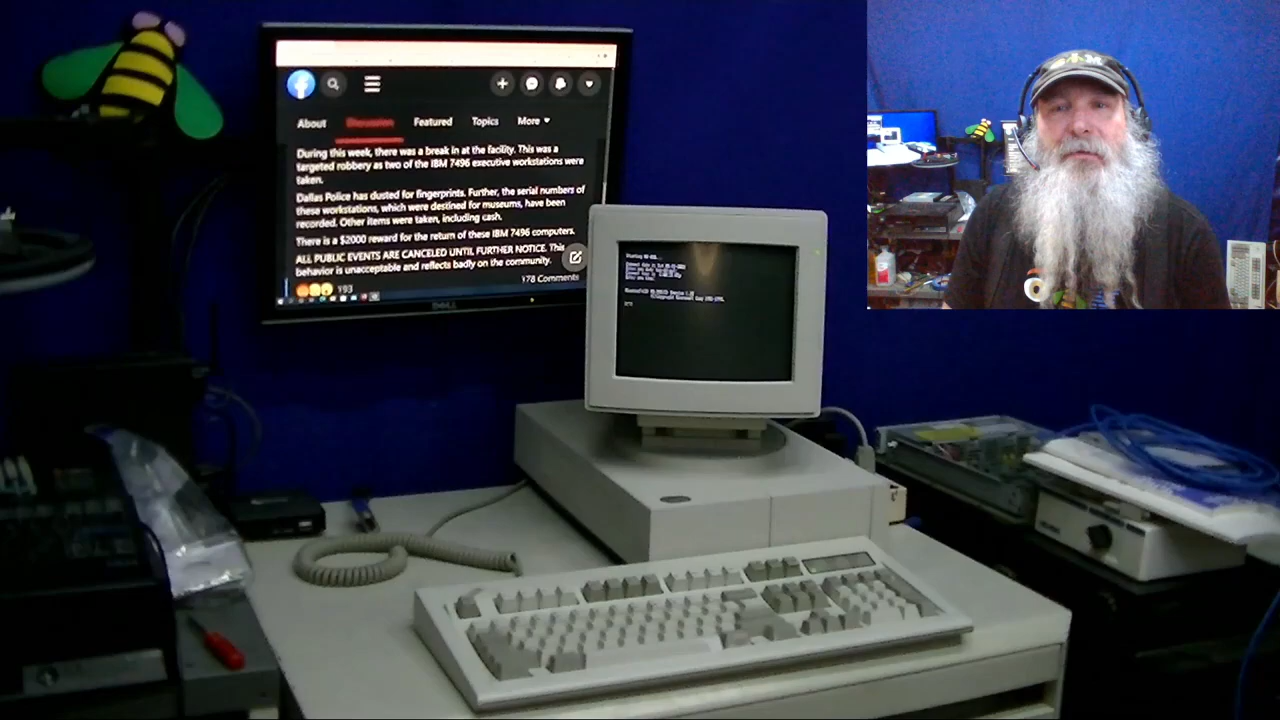 About Discussion Featured Topics More
During this week, there was a break in at the facility. This was a
targeted robbery as two of the IBM 7496 executive workstations were
taken.
Dallas Police has dusted for fingerprints. Further, the serial numbers of
these workstations, which were destined for museums, have been
recorded. Other items were taken, including cash.
There is a $2000 reward for the return of these IBM 7496 computers.
ALL PUBLIC EVENTS ARE CANCELED UNTIL FURTHER NOTICE. This
behavior is unacceptable and reflects badly on the community.
193
178 Comments
DELL